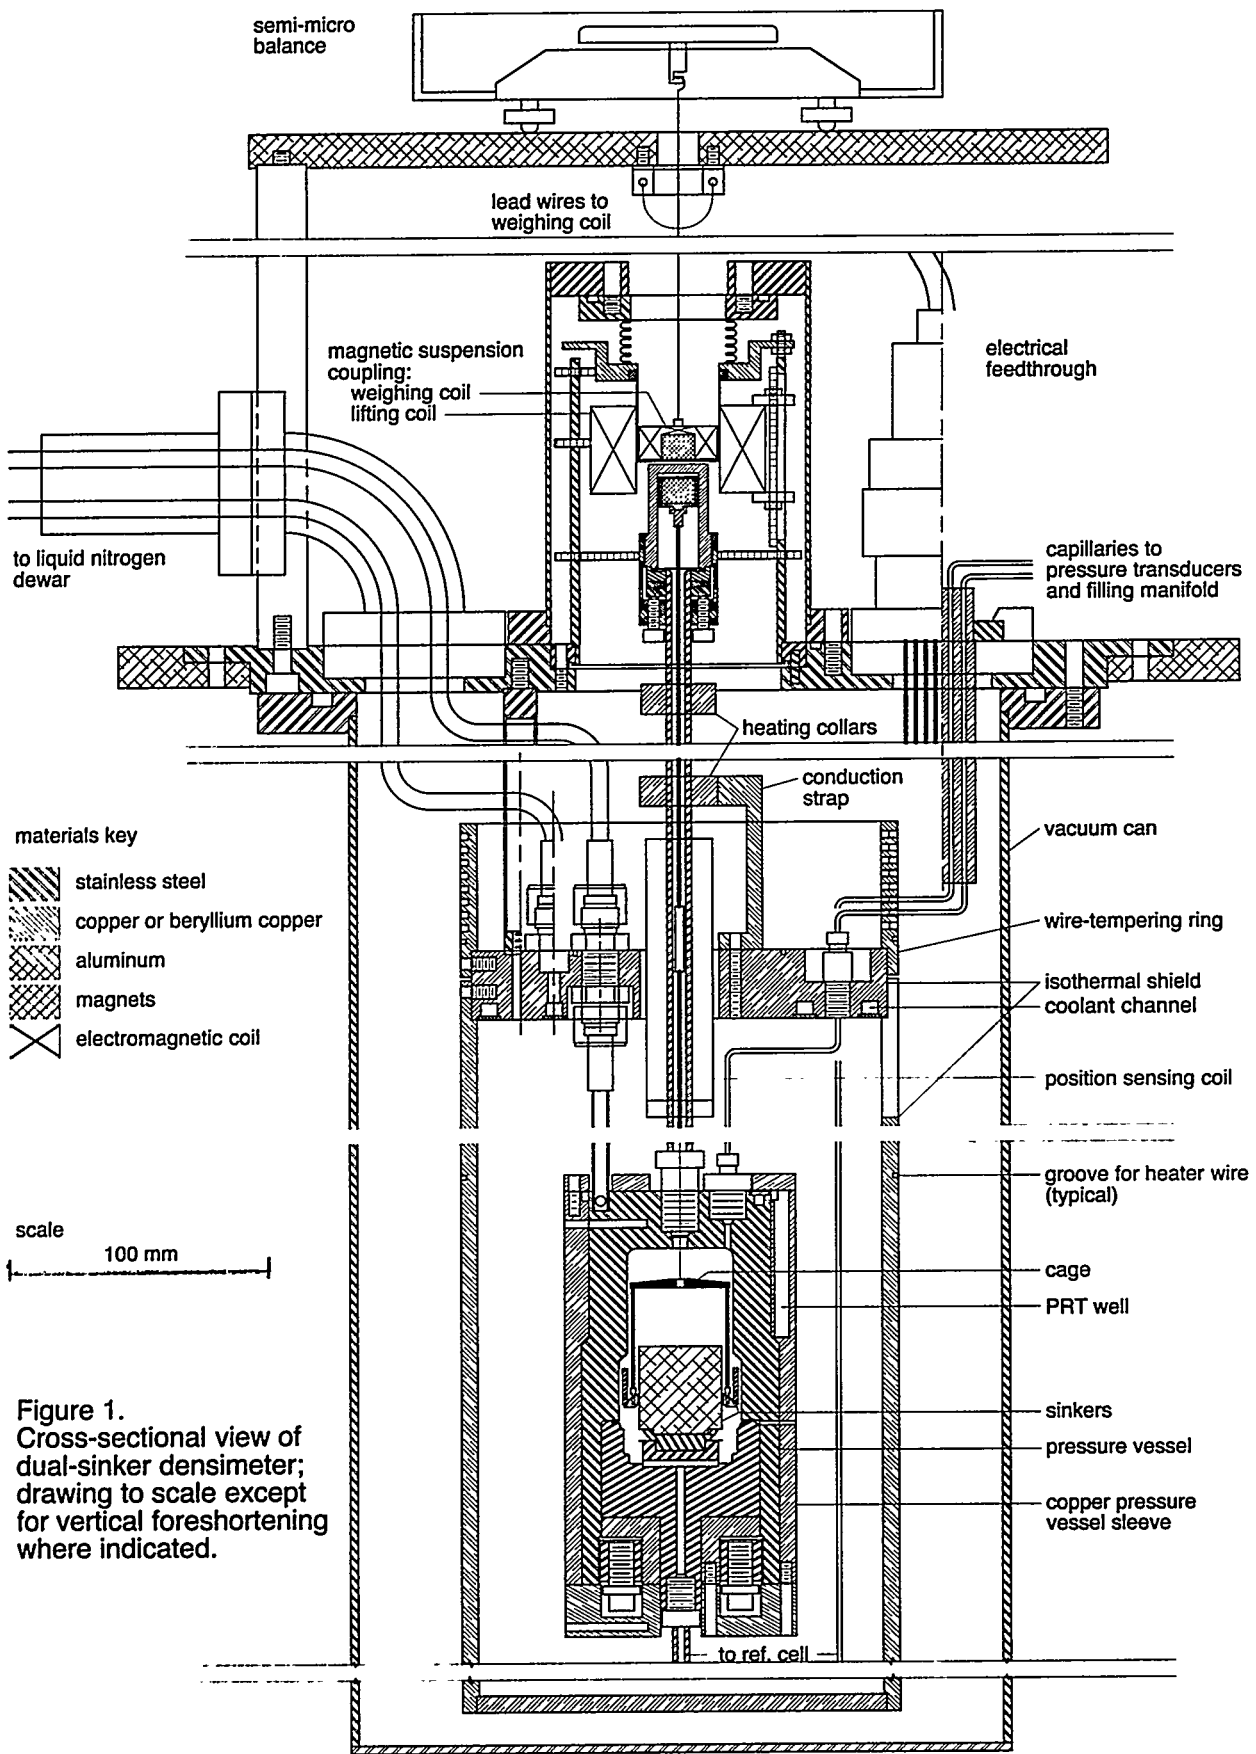 semi-micro
balance
lead wires to
weighing coil
magnetic suspension
coupling:
weighing coil
lifting coil
electrical
feedthrough
to liquid nitrogen
dewar
capillaries to
pressure transducers
and filling manifold
heating collars
conduction
strap
materials key
stainless steel
copper or beryllium copper
aluminum
magnets
electromagnetic coil
vacuum can
wire-tempering ring
isothermal shield
coolant channel
position sensing coil
groove for heater wire
(typical)
scale
100 mm
cage
PRT well
sinkers
pressure vessel
copper pressure
vessel sleeve
to ref. cell
Figure 1.
Cross-sectional view of
dual-sinker densimeter;
drawing to scale except
for vertical foreshortening
where indicated.